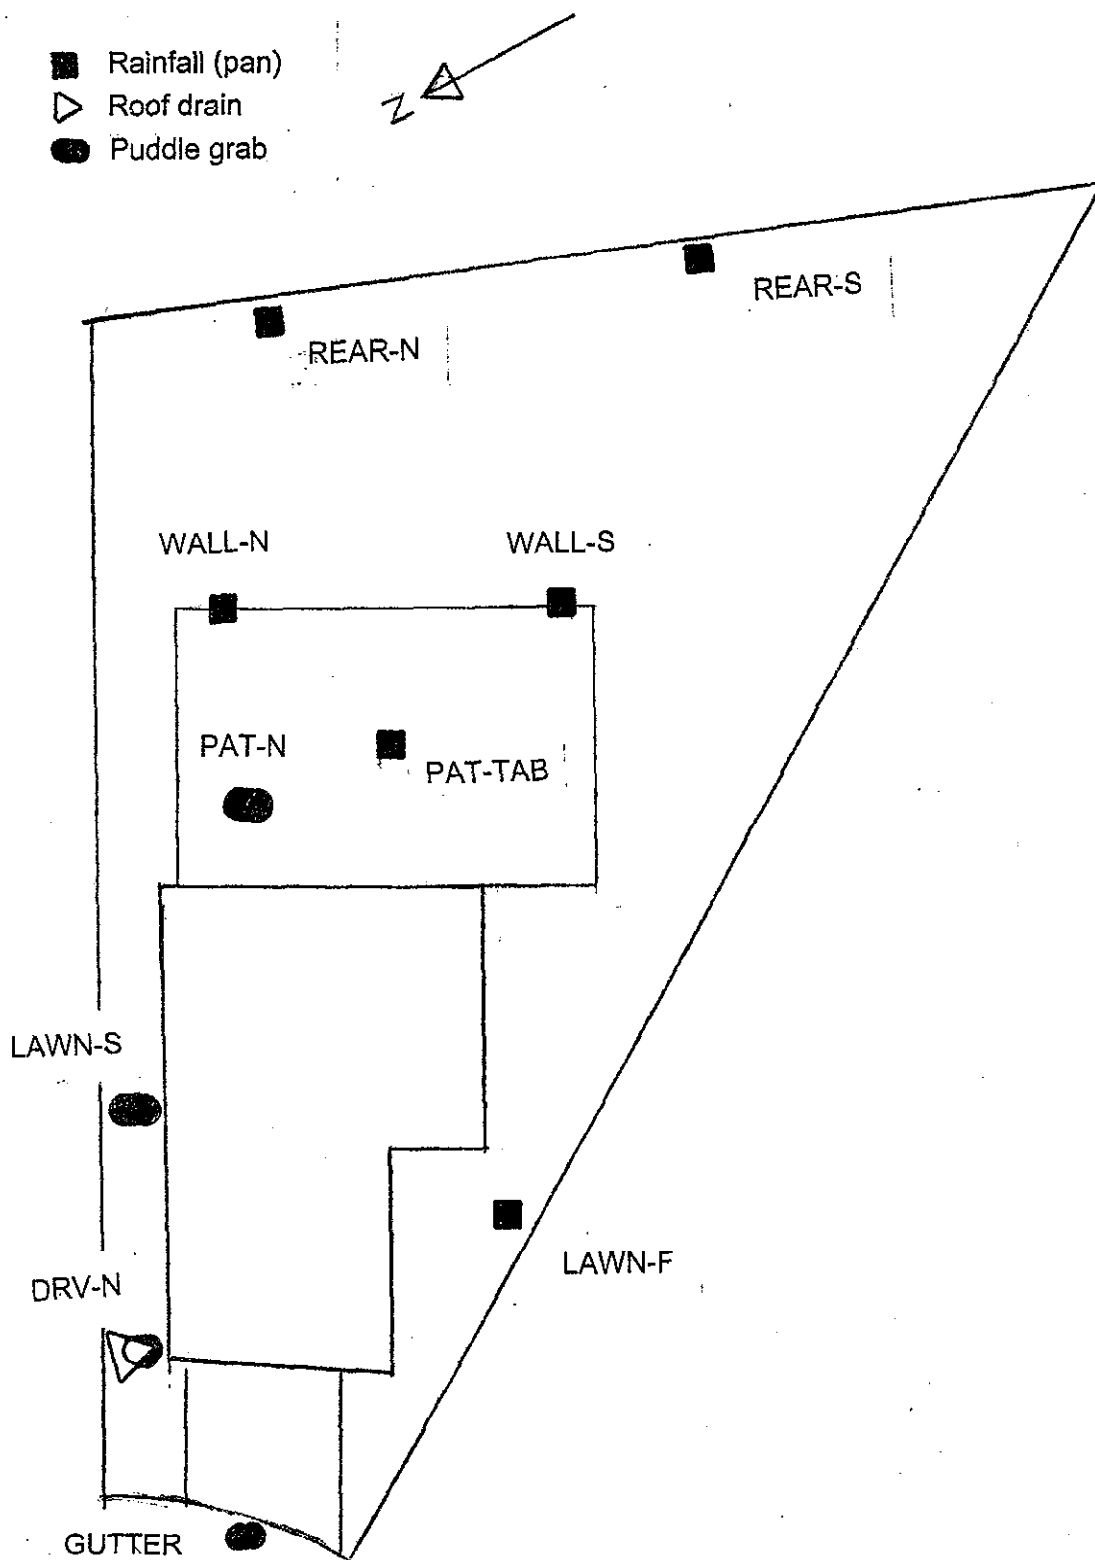 Rainfall (pan)
Roof drain
Puddle grab
N
REAR-S
REAR-N
WALL-N
WALL-S
PAT-N
PAT-TAB
LAWN-S
LAWN-F
DRV-N
GUTTER